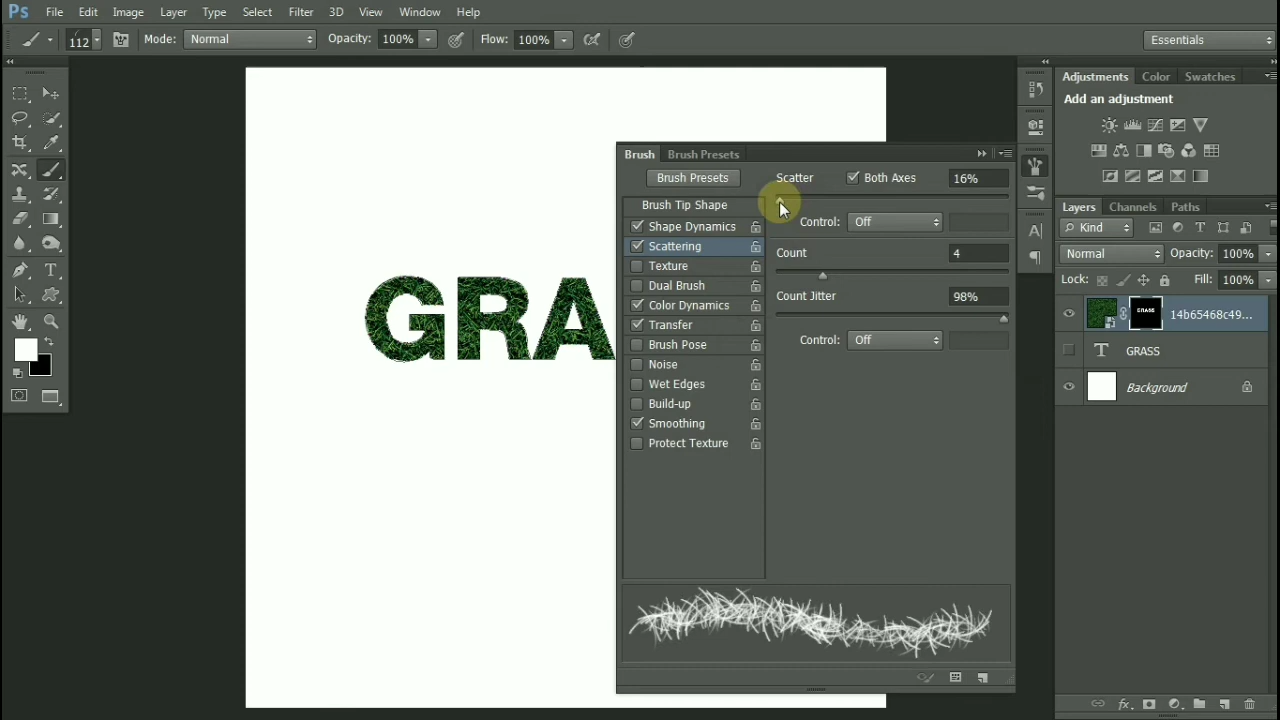 Ps File Edit Image Layer Type Select Filter 3D View Window Help
112 Mode: Normal Opacity: 100% Flow: 100% Essentials
Adjustments Color Swatches
Add an adjustment
Brush Brush Presets
Brush Presets Scatter Both Axes 16%
Brush Tip Shape
Shape Dynamics Control: Off
Scattering
Count 4
Texture
Dual Brush
Count Jitter 98%
Color Dynamics
Transfer
Brush Pose Control: Off
Noise
Wet Edges
Build-up
Smoothing
Protect Texture
GRA
Layers Channels Paths
Kind
Normal Opacity: 100%
Lock: Fill: 100%
GRASS 14b65468c49...
T GRASS
Background